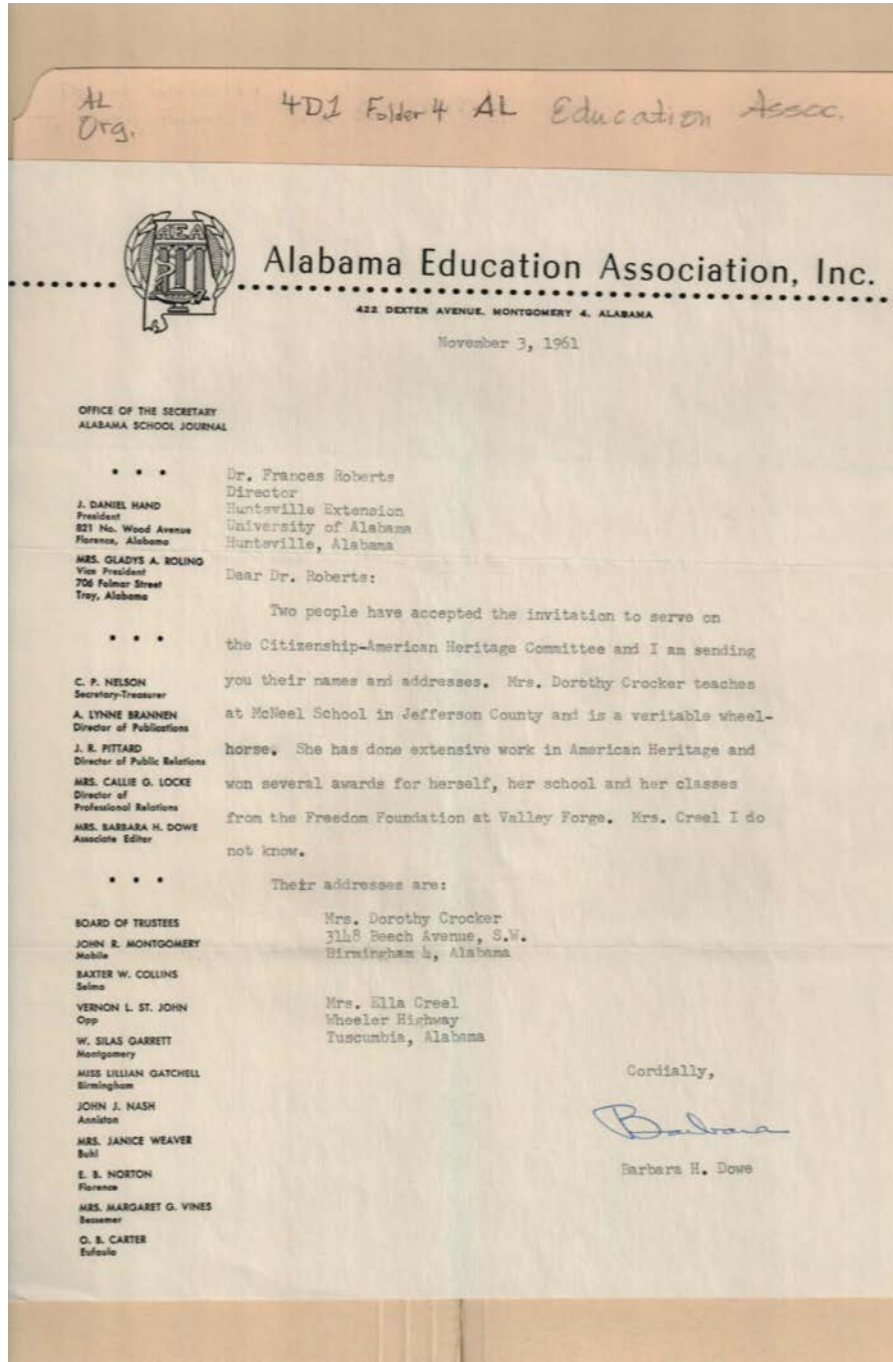 AL
Org.
4D1 Folder 4 AL Education Assoc.
AEA
Alabama Education Association, Inc.
422 DEXTER AVENUE, MONTGOMERY 4, ALABAMA
November 3, 1961
OFFICE OF THE SECRETARY
ALABAMA SCHOOL JOURNAL
• • •
J. DANIEL HAND
President
821 No. Wood Avenue
Florence, Alabama
MRS. GLADYS A. ROLING
Vice President
706 Folmar Street
Troy, Alabama
• • •
C. P. NELSON
Secretary-Treasurer
A. LYNNE BRANNEN
Director of Publications
J. R. PITTARD
Director of Public Relations
MRS. CALLIE G. LOCKE
Director of
Professional Relations
MRS. BARBARA H. DOWE
Associate Editor
• • •
BOARD OF TRUSTEES
JOHN R. MONTGOMERY
Mobile
BAXTER W. COLLINS
Selma
VERNON L. ST. JOHN
Opp
W. SILAS GARRETT
Montgomery
MISS LILLIAN GATCHELL
Birmingham
JOHN J. NASH
Anniston
MRS. JANICE WEAVER
Buhl
E. B. NORTON
Florence
MRS. MARGARET G. VINES
Bessemer
O. B. CARTER
Eufaula
Dr. Frances Roberts
Director
Huntsville Extension
University of Alabama
Huntsville, Alabama
Dear Dr. Roberts:
Two people have accepted the invitation to serve on
the Citizenship-American Heritage Committee and I am sending
you their names and addresses. Mrs. Dorothy Crocker teaches
at McNeel School in Jefferson County and is a veritable wheel-
horse. She has done extensive work in American Heritage and
won several awards for herself, her school and her classes
from the Freedom Foundation at Valley Forge. Mrs. Creel I do
not know.
Their addresses are:
Mrs. Dorothy Crocker
3148 Beech Avenue, S.W.
Birmingham 4, Alabama
Mrs. Ella Creel
Wheeler Highway
Tuscumbia, Alabama
Cordially,
Barbara
Barbara H. Dowe